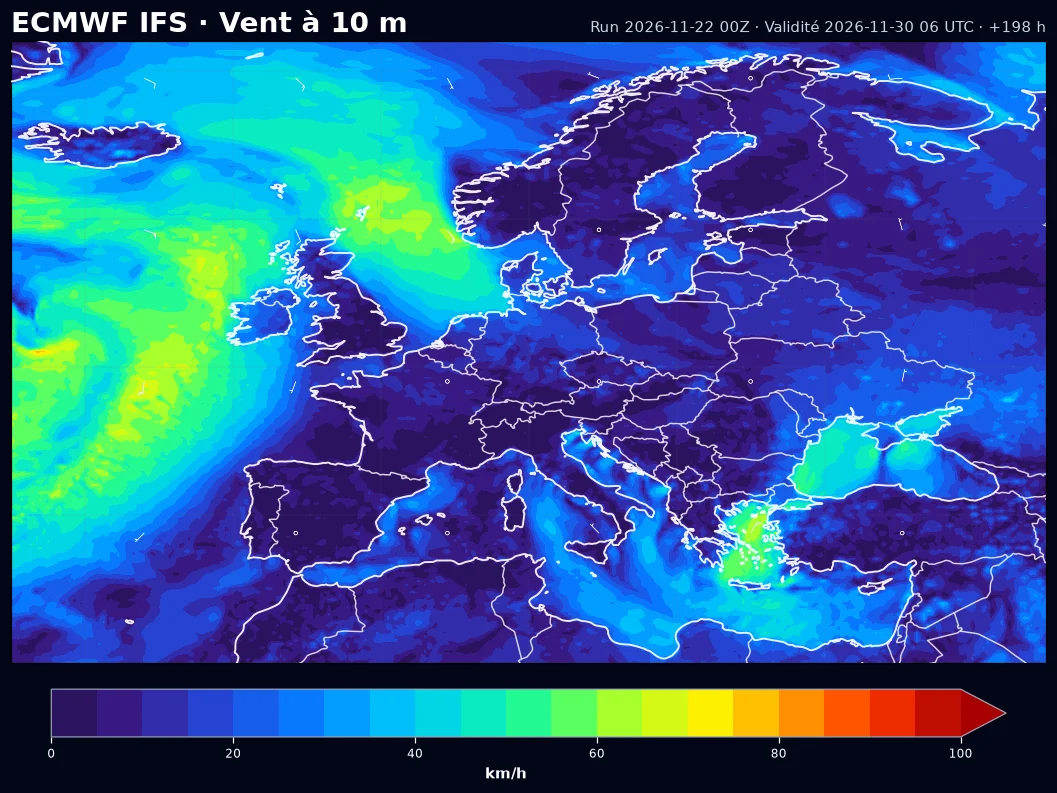 ECMWF IFS · Vent à 10 m
Run 2026-11-22 00Z · Validité 2026-11-30 06 UTC · +198 h
0 20 40 60 80 100
km/h